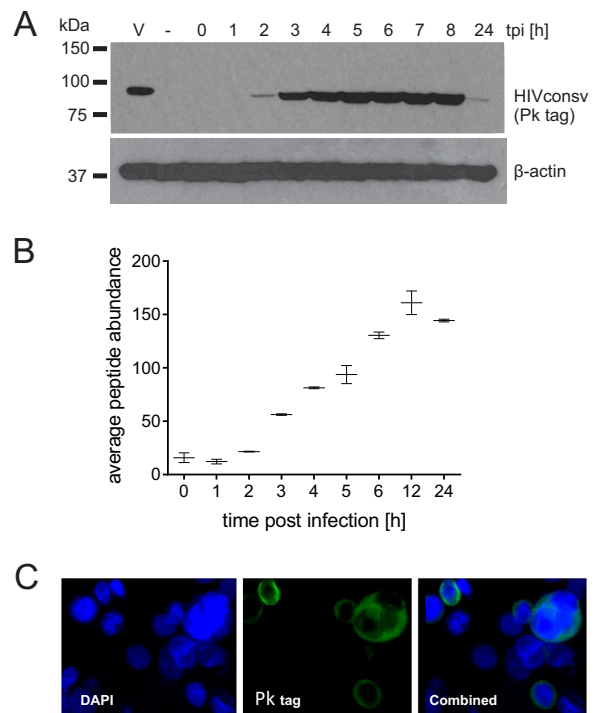 A
kDa V - 0 1 2 3 4 5 6 7 8 24 tpi [h]
150
100
75
HIVconsv
(Pk tag)
37
β-actin
B
average peptide abundance
200
150
100
50
0
0 1 2 3 4 5 6 12 24
time post infection [h]
C
DAPI Pk tag Combined